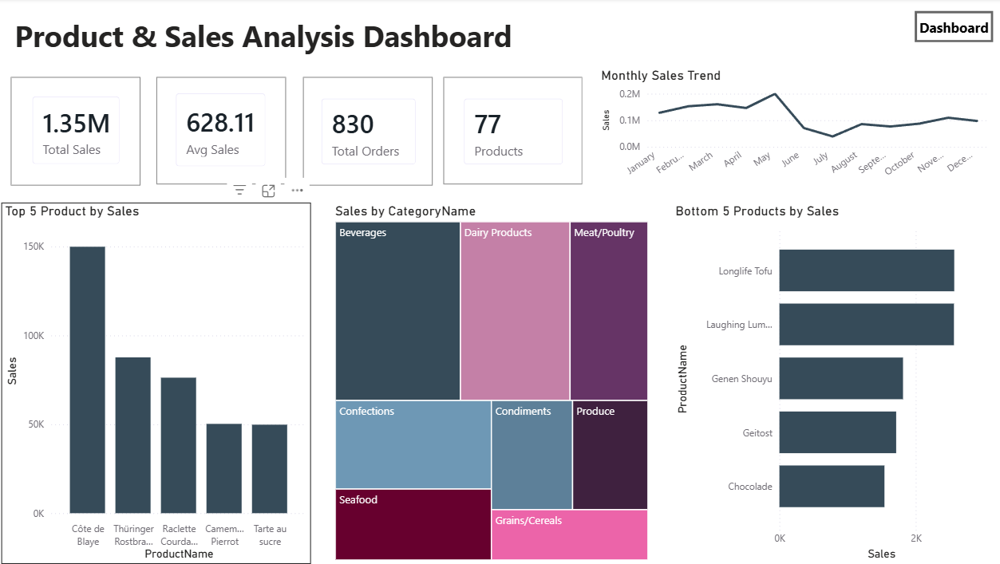 Product & Sales Analysis Dashboard
Dashboard
1.35M
Total Sales
628.11
Avg Sales
830
Total Orders
77
Products
Monthly Sales Trend
Sales
0.2M
0.1M
0.0M
January
Febru...
March
April
May
June
July
August
Septe...
October
Nove...
Dece...
Top 5 Product by Sales
Sales
150K
100K
50K
0K
Côte de
Blaye
Thüringer
Rostbra...
Raclette
Courda...
Camem...
Pierrot
Tarte au
sucre
ProductName
Sales by CategoryName
Beverages
Dairy Products
Meat/Poultry
Confections
Condiments
Produce
Seafood
Grains/Cereals
Bottom 5 Products by Sales
ProductName
Longlife Tofu
Laughing Lum...
Genen Shouyu
Geitost
Chocolade
0K
2K
Sales